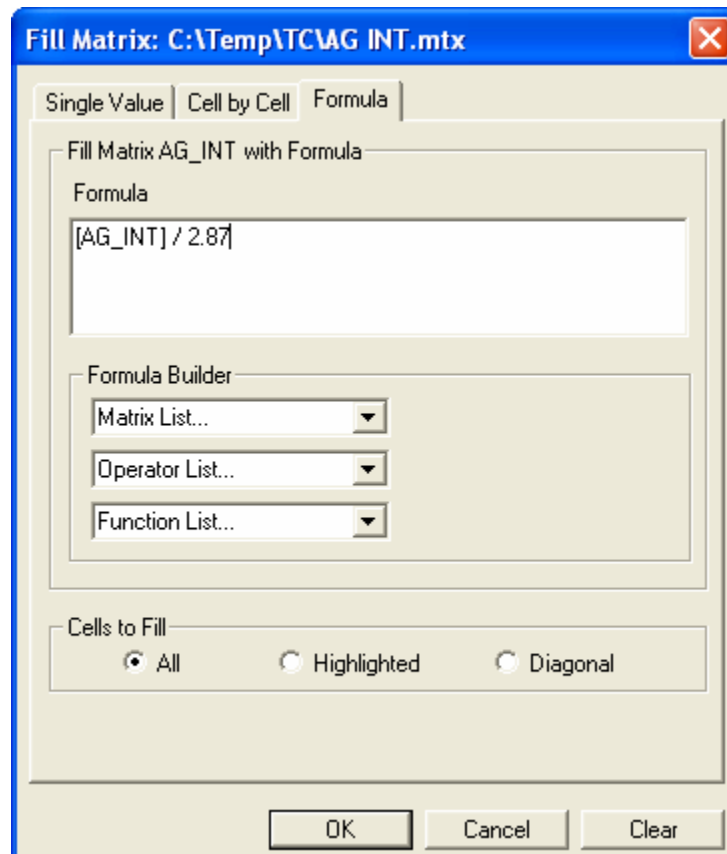 Fill Matrix: C:\Temp\TC\AG INT.mtx
Single Value Cell by Cell Formula
Fill Matrix AG_INT with Formula
Formula
[AG_INT] / 2.87
Formula Builder
Matrix List...
Operator List...
Function List...
Cells to Fill
All Highlighted Diagonal
OK Cancel Clear